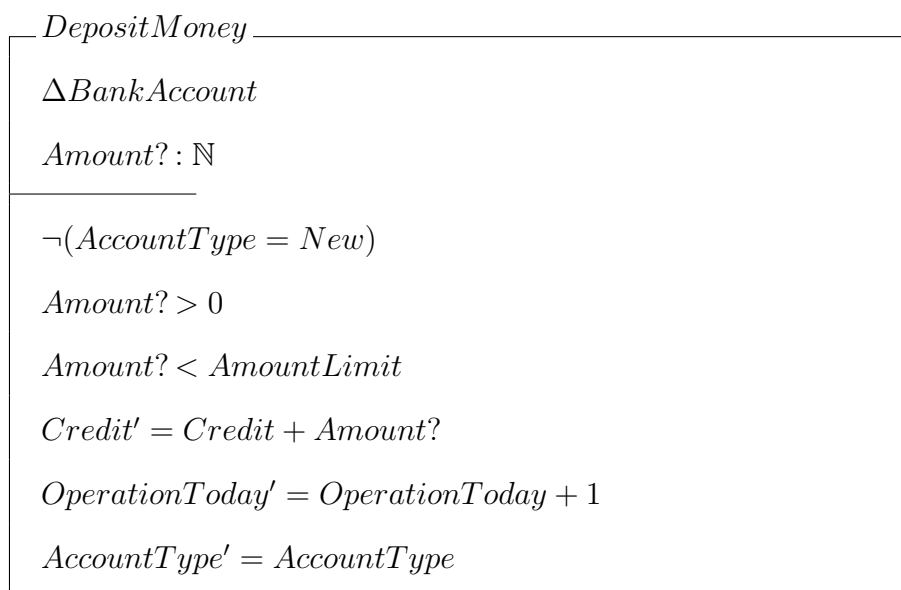 DepositMoney
ΔBankAccount
Amount? : ℕ
¬(AccountType = New)
Amount? > 0
Amount? < AmountLimit
Credit′ = Credit + Amount?
OperationToday′ = OperationToday + 1
AccountType′ = AccountType